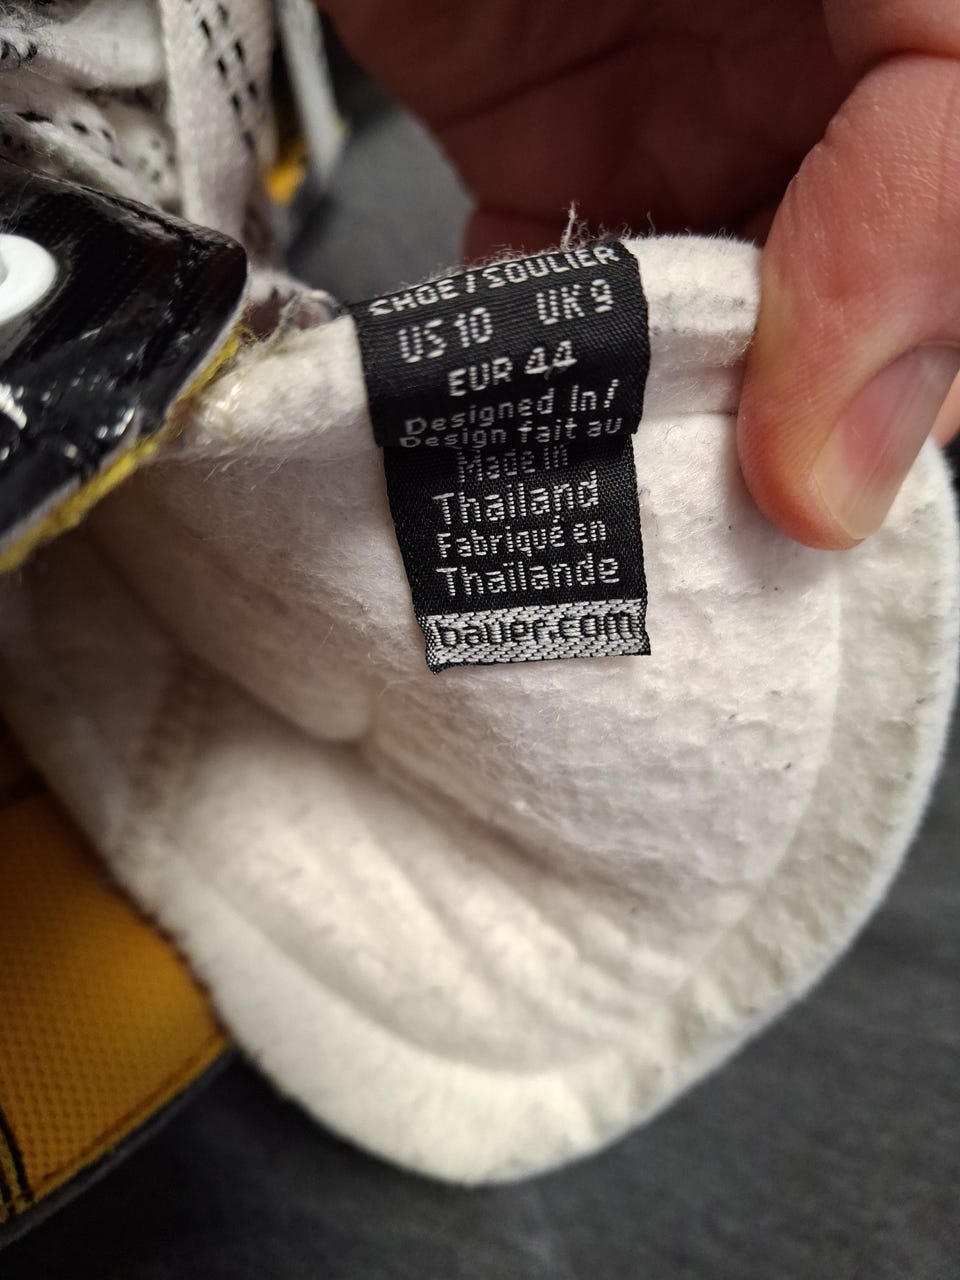 SHOE / SOULIER
US 10 UK 9
EUR 44
Designed in/
Design fait au
Made in
Thailand
Fabriqué en
Thaïlande
bauer.com